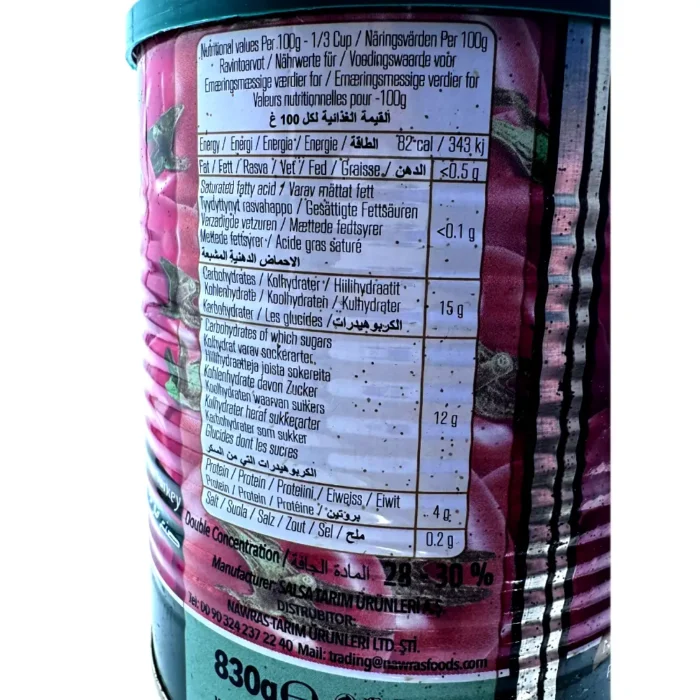 Nutritional values Per 100g - 1/3 Cup / Näringsvärden Per 100g
Ravintoarvot / Nährwerte für / Voedingswaarde voor
Ernæringsmæssige værdier for / Ernæringsmessige verdier for
Valeurs nutritionnelles pour -100g
القيمة الغذائية لكل 100 غ
Energy / Energi / Energia / Energie / الطاقة 82 cal / 343 kj
Fat / Fett / Rasva / Vet / Fed / Graisse / الدهن <0.5 g
Saturated fatty acid / Varav mättat fett
Tyydyttynyt rasvahappo / Gesättigte Fettsäuren
Verzadigde vetzuren / Mættede fedtsyrer
Mettede fettsyrer / Acide gras saturé <0.1 g
الاحماض الدهنية المشبعة
Carbohydrates / Kolhydrater / Hiilihydraatit
Kohlenhydrate / Koolhydraten / Kulhydrater
Karbohydrater / Les glucides / الكربوهيدرات 15 g
Carbohydrates of which sugars
Kolhydrat varav sockerarter,
Hiilihydraatteja joista sokereita
Kohlenhydrate davon Zucker
Koolhydraten waarvan suikers
Kolhydrater heraf sukkerarter 12 g
Karbohydrater som sukker
Glucides dont les sucres
الكربوهيدرات التي من السكر
Protein / Protein / Proteiini / Eiweiss / Eiwit
Protein / Protein / Protéine / بروتين 4 g
Salt / Suola / Salz / Zout / Sel / ملح 0.2 g
Double Concentration / المادة الجافة 28 - 30 %
Manufacturer: SALSA TARIM ÜRÜNLERİ A.Ş.
DISTRUBITOR:
NAWRAS TARIM ÜRÜNLERİ LTD. ŞTİ.
Tel: 00 90 324 237 22 40 Mail: trading@nawrasfoods.com
830g